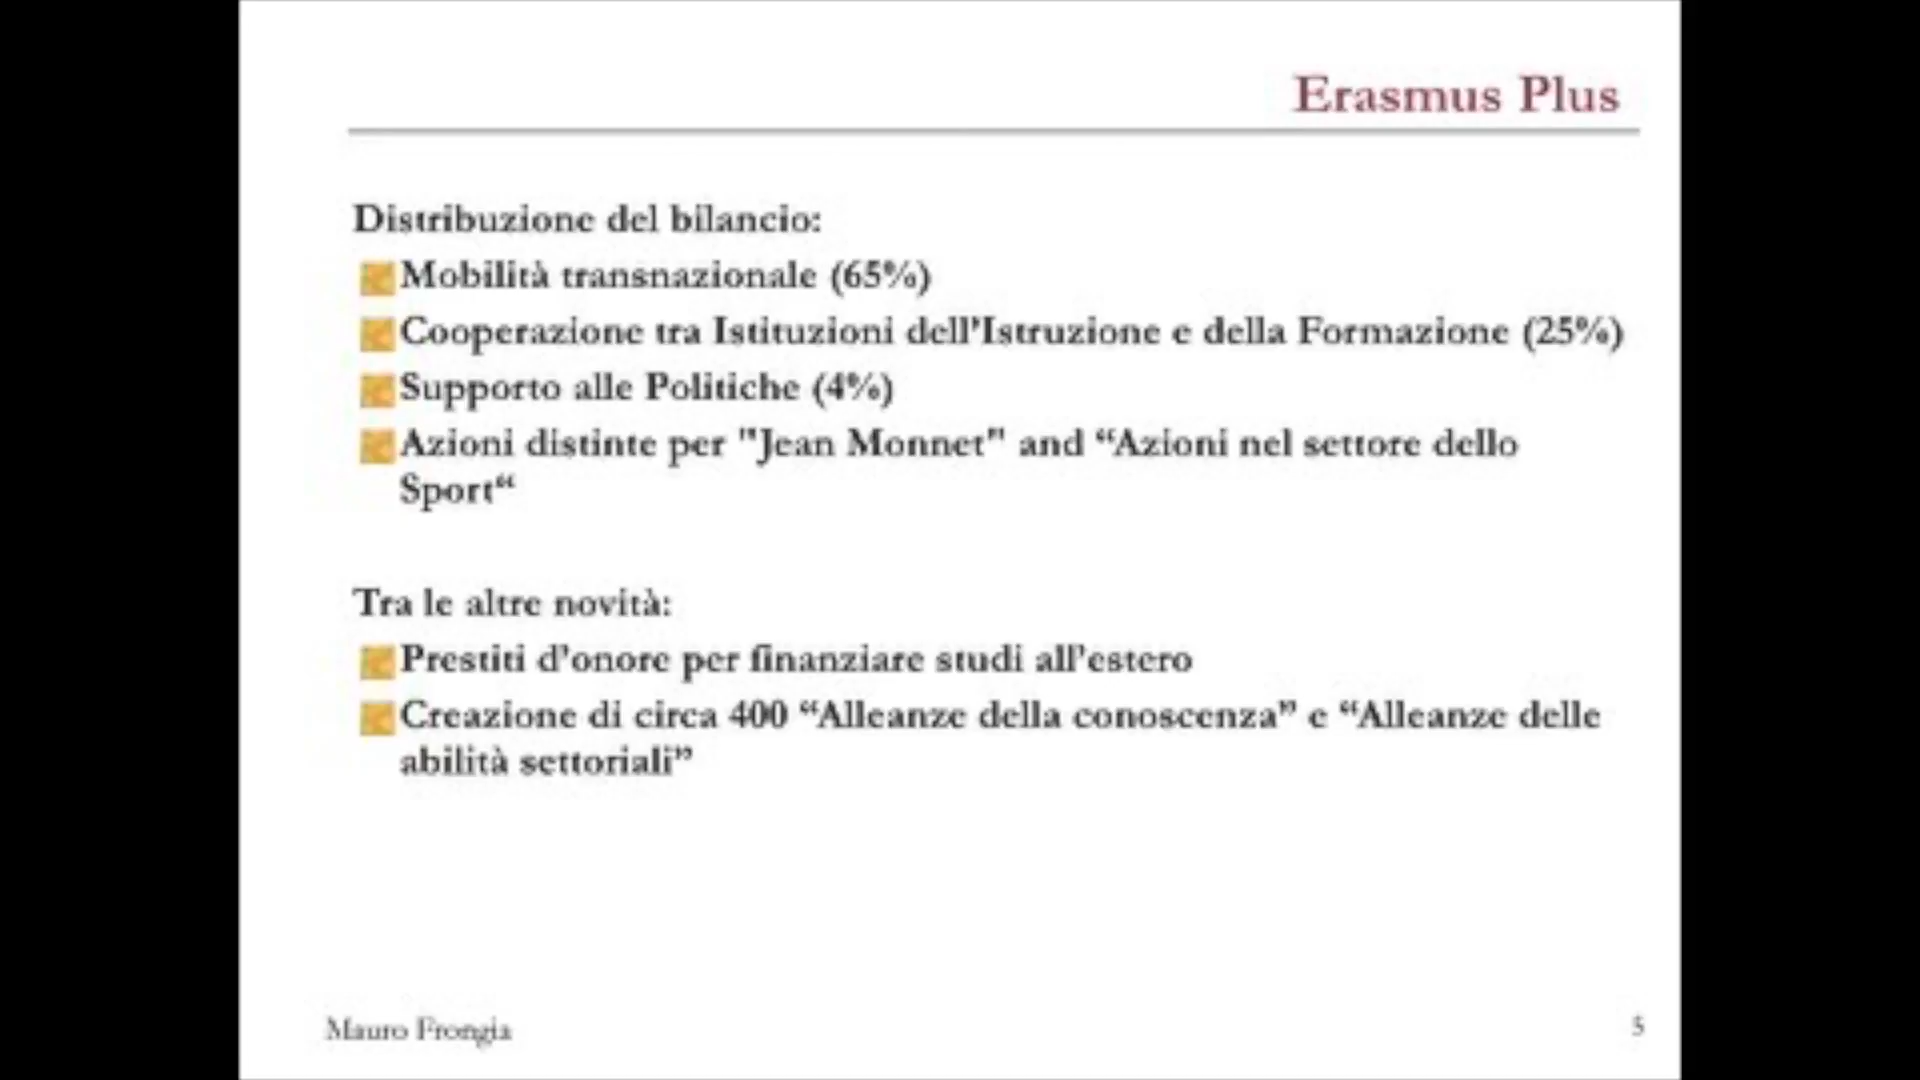 Erasmus Plus
Distribuzione del bilancio:
Mobilità transnazionale (65%)
Cooperazione tra Istituzioni dell'Istruzione e della Formazione (25%)
Supporto alle Politiche (4%)
Azioni distinte per "Jean Monnet" and “Azioni nel settore dello
Sport“
Tra le altre novità:
Prestiti d'onore per finanziare studi all'estero
Creazione di circa 400 “Alleanze della conoscenza” e “Alleanze delle
abilità settoriali”
Mauro Frongia
5